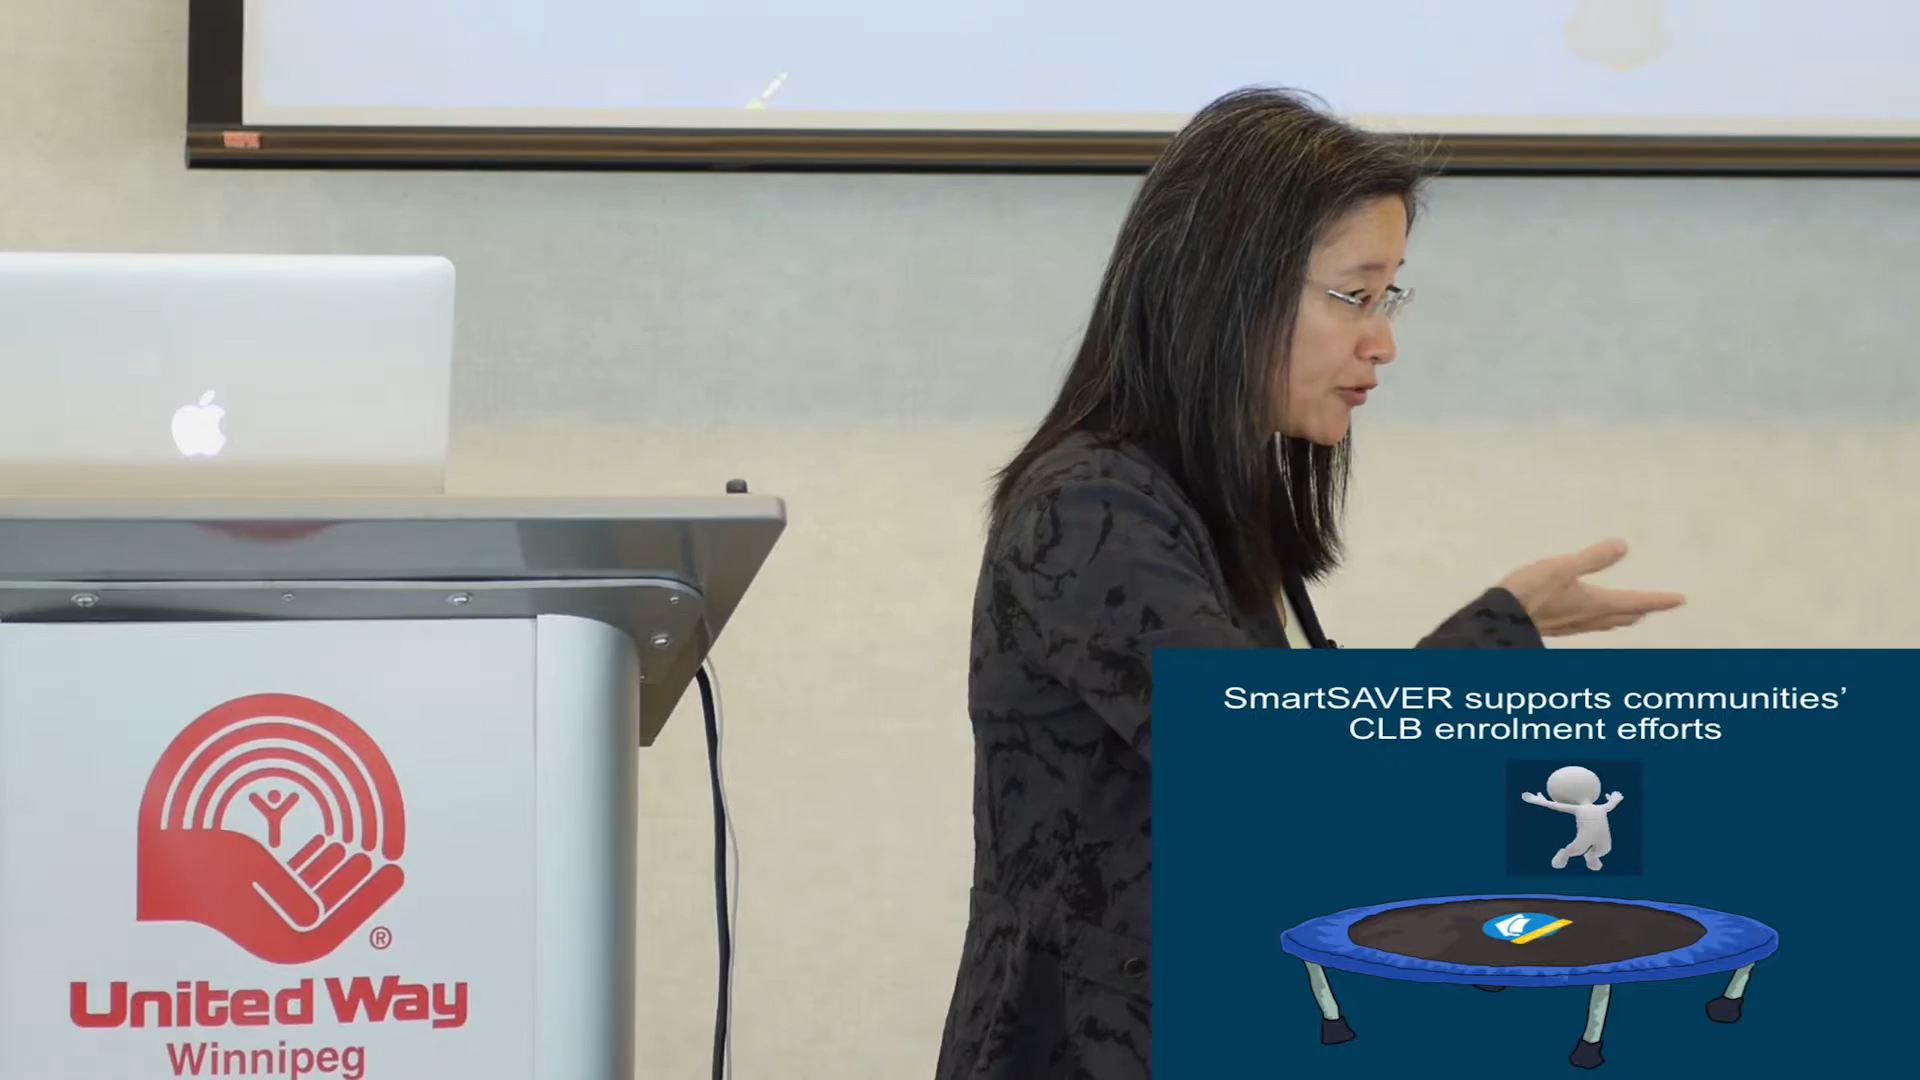 United Way
Winnipeg
®
SmartSAVER supports communities’
CLB enrolment efforts